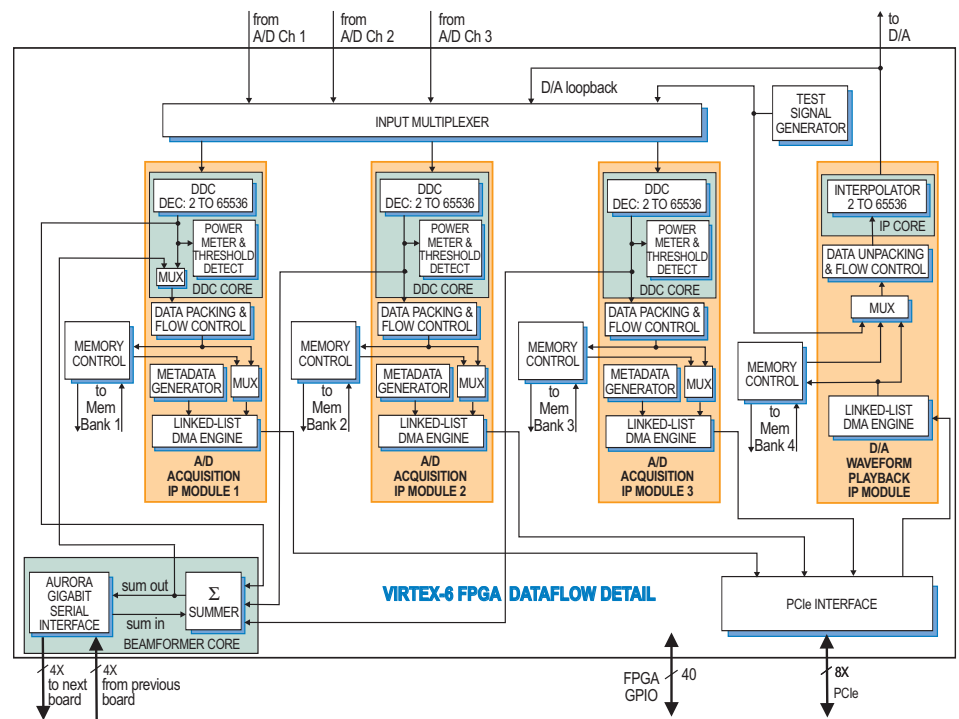 from
A/D Ch 1
from
A/D Ch 2
from
A/D Ch 3
to
D/A
D/A loopback
INPUT MULTIPLEXER
TEST
SIGNAL
GENERATOR
DDC
DEC: 2 TO 65536
POWER
METER &
THRESHOLD
DETECT
MUX
DDC CORE
DATA PACKING &
FLOW CONTROL
MEMORY
CONTROL
METADATA
GENERATOR
MUX
to
Mem
Bank 1
LINKED-LIST
DMA ENGINE
A/D
ACQUISITION
IP MODULE 1
DDC
DEC: 2 TO 65536
POWER
METER &
THRESHOLD
DETECT
DDC CORE
DATA PACKING &
FLOW CONTROL
MEMORY
CONTROL
METADATA
GENERATOR
MUX
to
Mem
Bank 2
LINKED-LIST
DMA ENGINE
A/D
ACQUISITION
IP MODULE 2
DDC
DEC: 2 TO 65536
POWER
METER &
THRESHOLD
DETECT
DDC CORE
DATA PACKING &
FLOW CONTROL
MEMORY
CONTROL
METADATA
GENERATOR
MUX
to
Mem
Bank 3
LINKED-LIST
DMA ENGINE
A/D
ACQUISITION
IP MODULE 3
INTERPOLATOR
2 TO 65536
IP CORE
DATA UNPACKING
& FLOW CONTROL
MUX
MEMORY
CONTROL
to
Mem
Bank 4
LINKED-LIST
DMA ENGINE
D/A
WAVEFORM
PLAYBACK
IP MODULE
AURORA
GIGABIT
SERIAL
INTERFACE
sum out
sum in
Σ
SUMMER
BEAMFORMER CORE
VIRTEX-6 FPGA DATAFLOW DETAIL
PCIe INTERFACE
4X
to next
board
4X
from previous
board
FPGA
GPIO
40
8X
PCIe